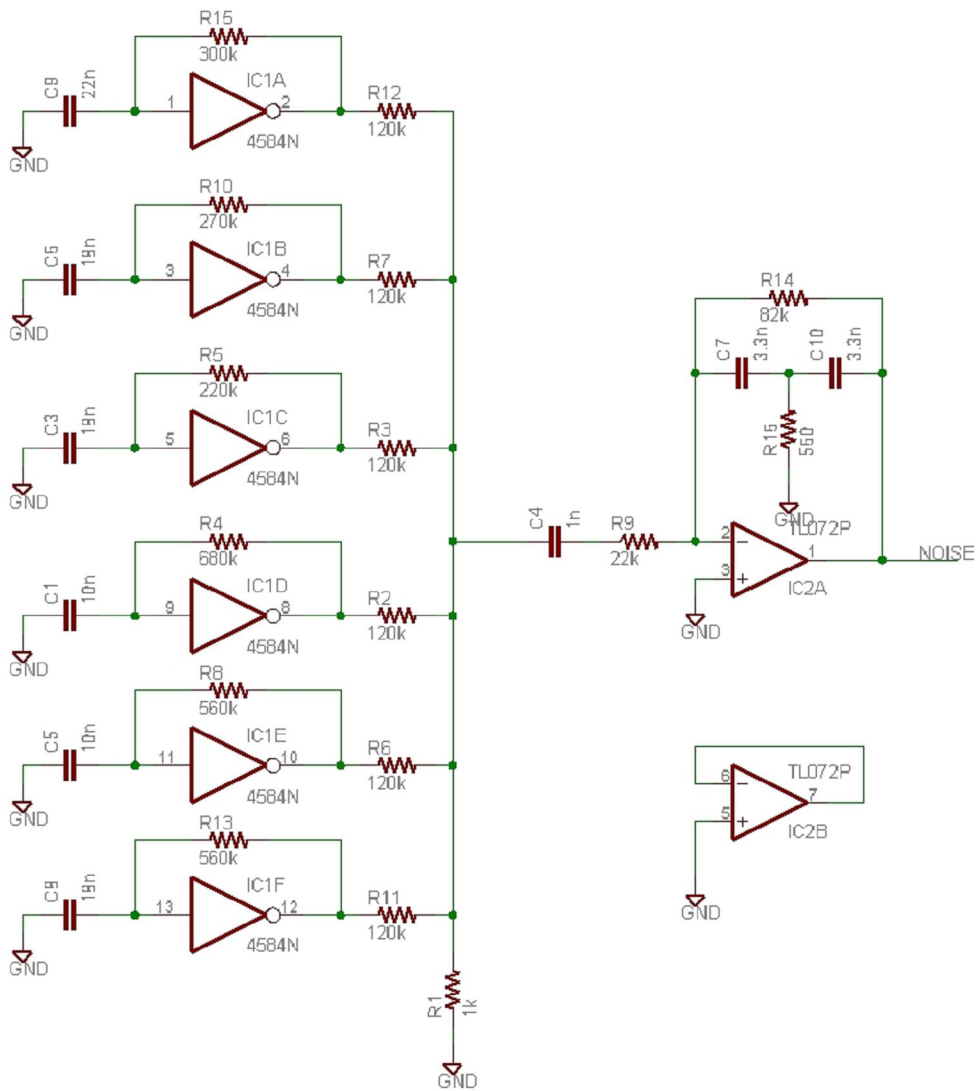 R15
300k
C9
22n
1
IC1A
2
4584N
R12
120k
GND
R10
270k
C6
18n
3
IC1B
4
4584N
R7
120k
GND
R5
220k
C3
18n
5
IC1C
6
4584N
R3
120k
GND
R4
680k
C1
10n
9
IC1D
8
4584N
R2
120k
GND
R8
560k
C5
10n
11
IC1E
10
4584N
R6
120k
GND
R13
560k
C8
18n
13
IC1F
12
4584N
R11
120k
GND
R1
1k
GND
C4
1n
R9
22k
R14
82k
C7
3.3n
C10
3.3n
R16
560
GND
TL072P
2
3
1
IC2A
NOISE
GND
TL072P
6
5
7
IC2B
GND